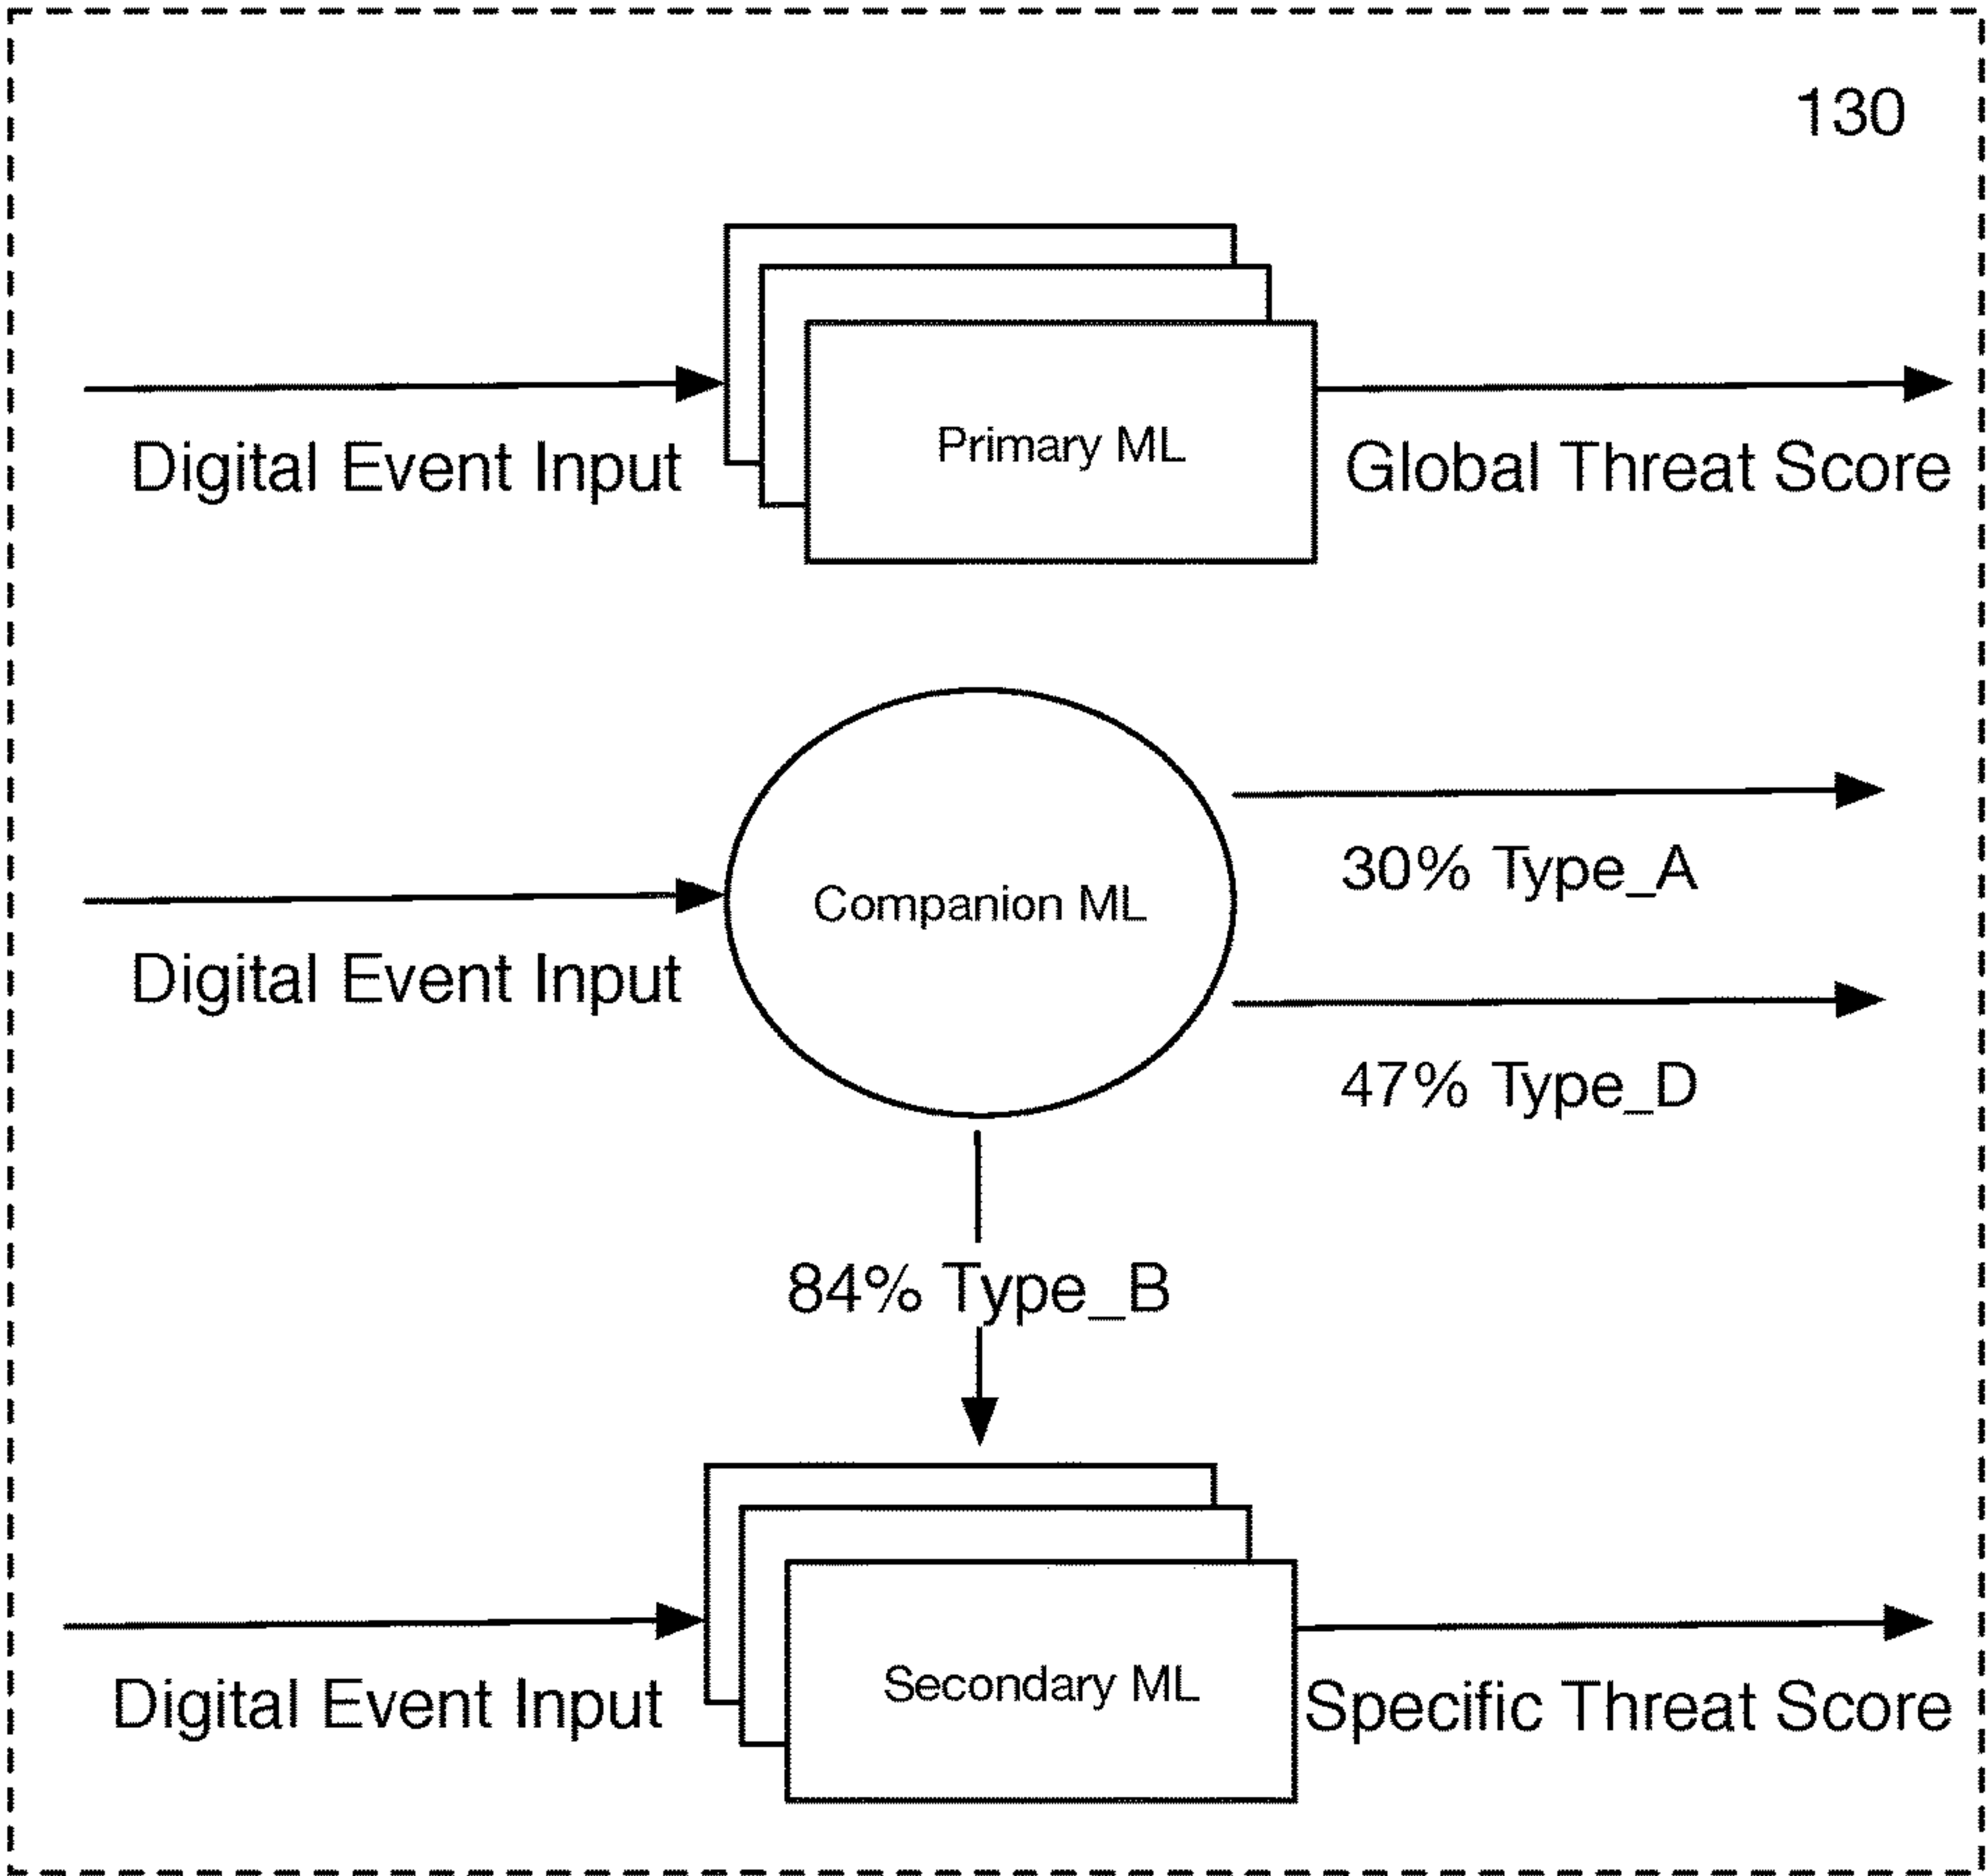 130
Primary ML
Digital Event Input
Global Threat Score
30% Type_A
Companion ML
Digital Event Input
47% Type_D
84% Type_B
Secondary ML
Digital Event Input
Specific Threat Score